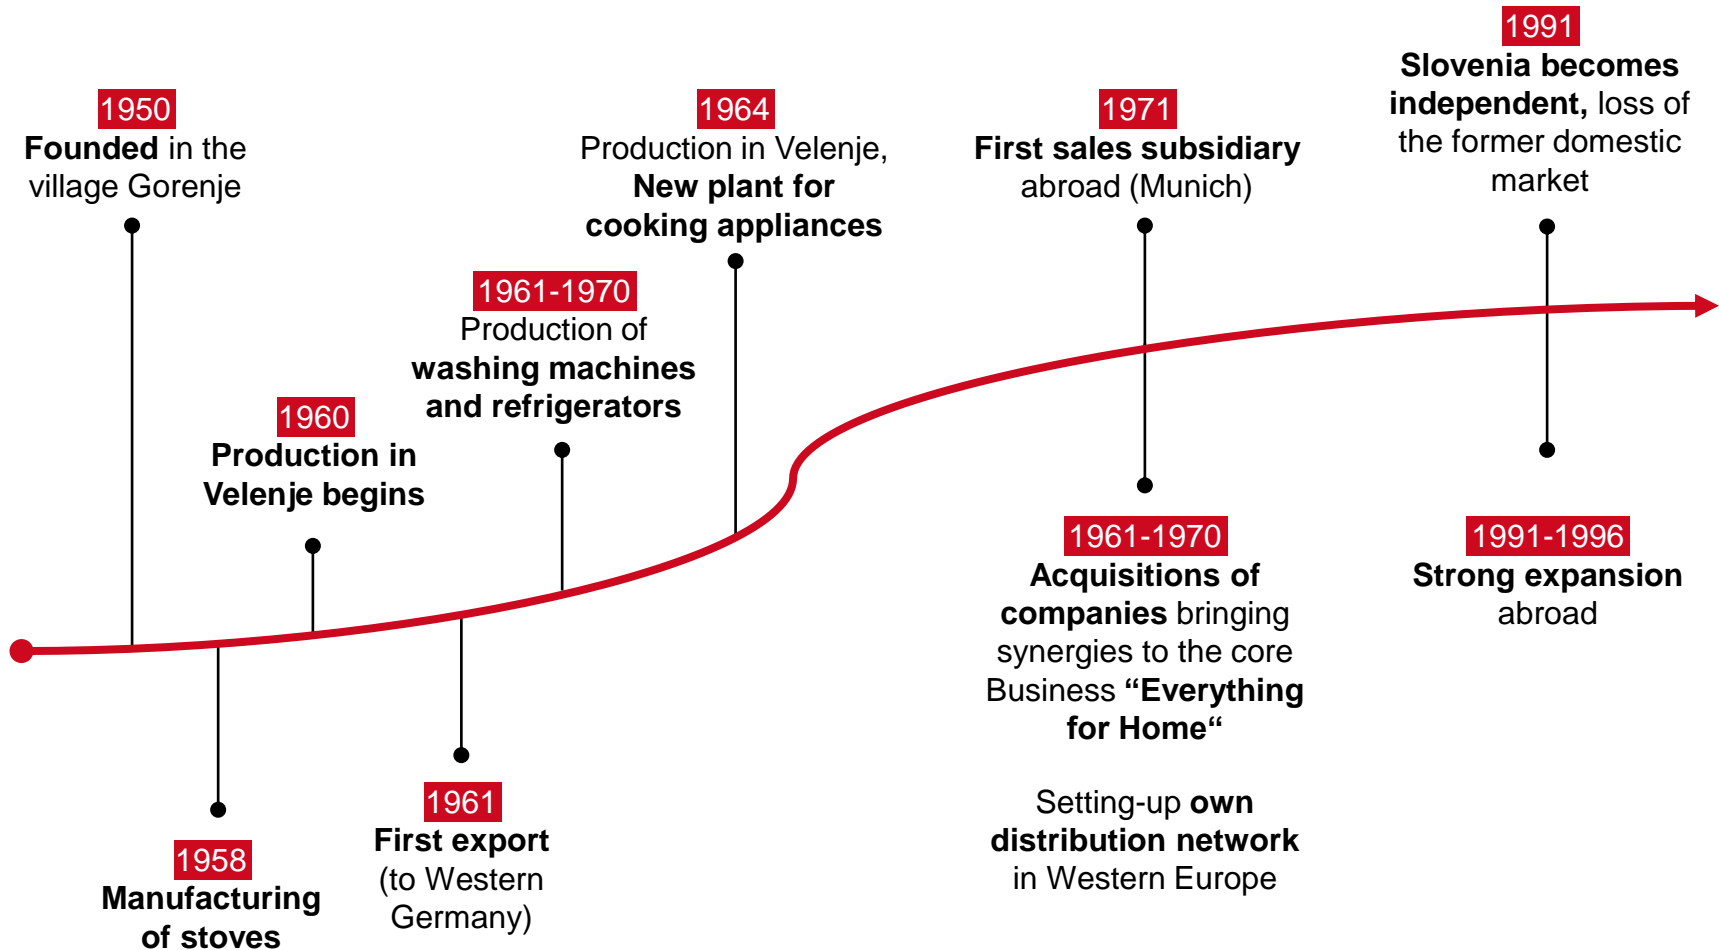 1950
Founded in the
village Gorenje
1958
Manufacturing
of stoves
1960
Production in
Velenje begins
1961
First export
(to Western
Germany)
1961-1970
Production of
washing machines
and refrigerators
1964
Production in Velenje,
New plant for
cooking appliances
1971
First sales subsidiary
abroad (Munich)
1961-1970
Acquisitions of
companies bringing
synergies to the core
Business “Everything
for Home“
Setting-up own
distribution network
in Western Europe
1991
Slovenia becomes
independent, loss of
the former domestic
market
1991-1996
Strong expansion
abroad